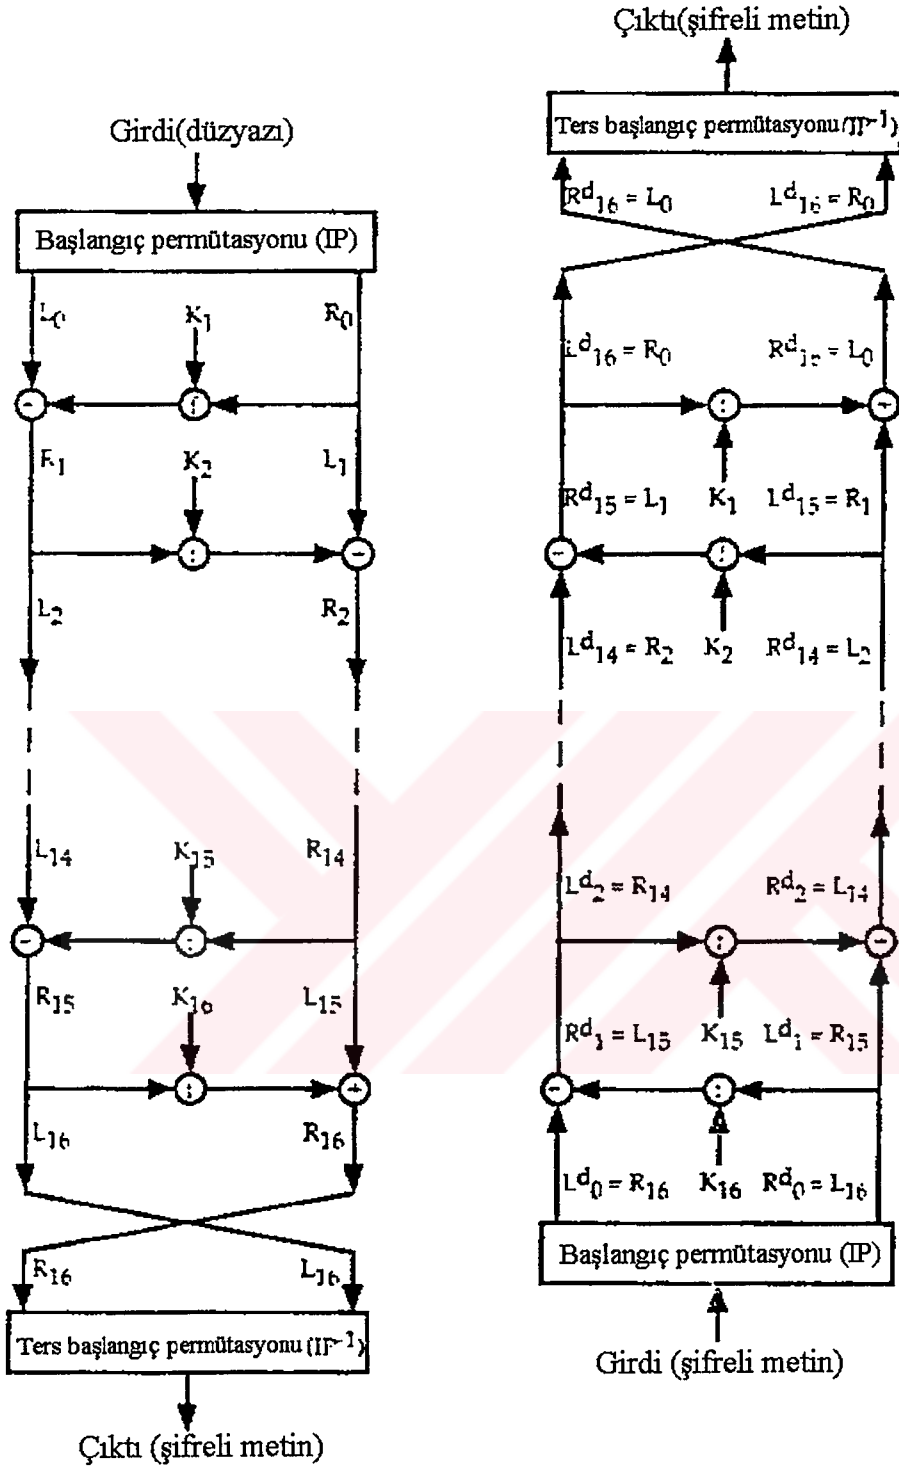 Girdi(düzyazı)
Başlangıç permütasyonu (IP)
L0
K1
R0
R1
K2
L1
L2
R2
L14
K15
R14
R15
K16
L15
L16
R16
R16
L16
Ters başlangıç permütasyonu (IP-1)
Çıktı (şifreli metin)
Çıktı(şifreli metin)
Ters başlangıç permütasyonu (IP-1)
Rd16 = L0
Ld16 = R0
Ld16 = R0
Rd16 = L0
Rd15 = L1
K1
Ld15 = R1
Ld14 = R2
K2
Rd14 = L2
Ld2 = R14
Rd2 = L14
Rd1 = L15
K15
Ld1 = R15
Ld0 = R16
K16
Rd0 = L16
Başlangıç permütasyonu (IP)
Girdi (şifreli metin)